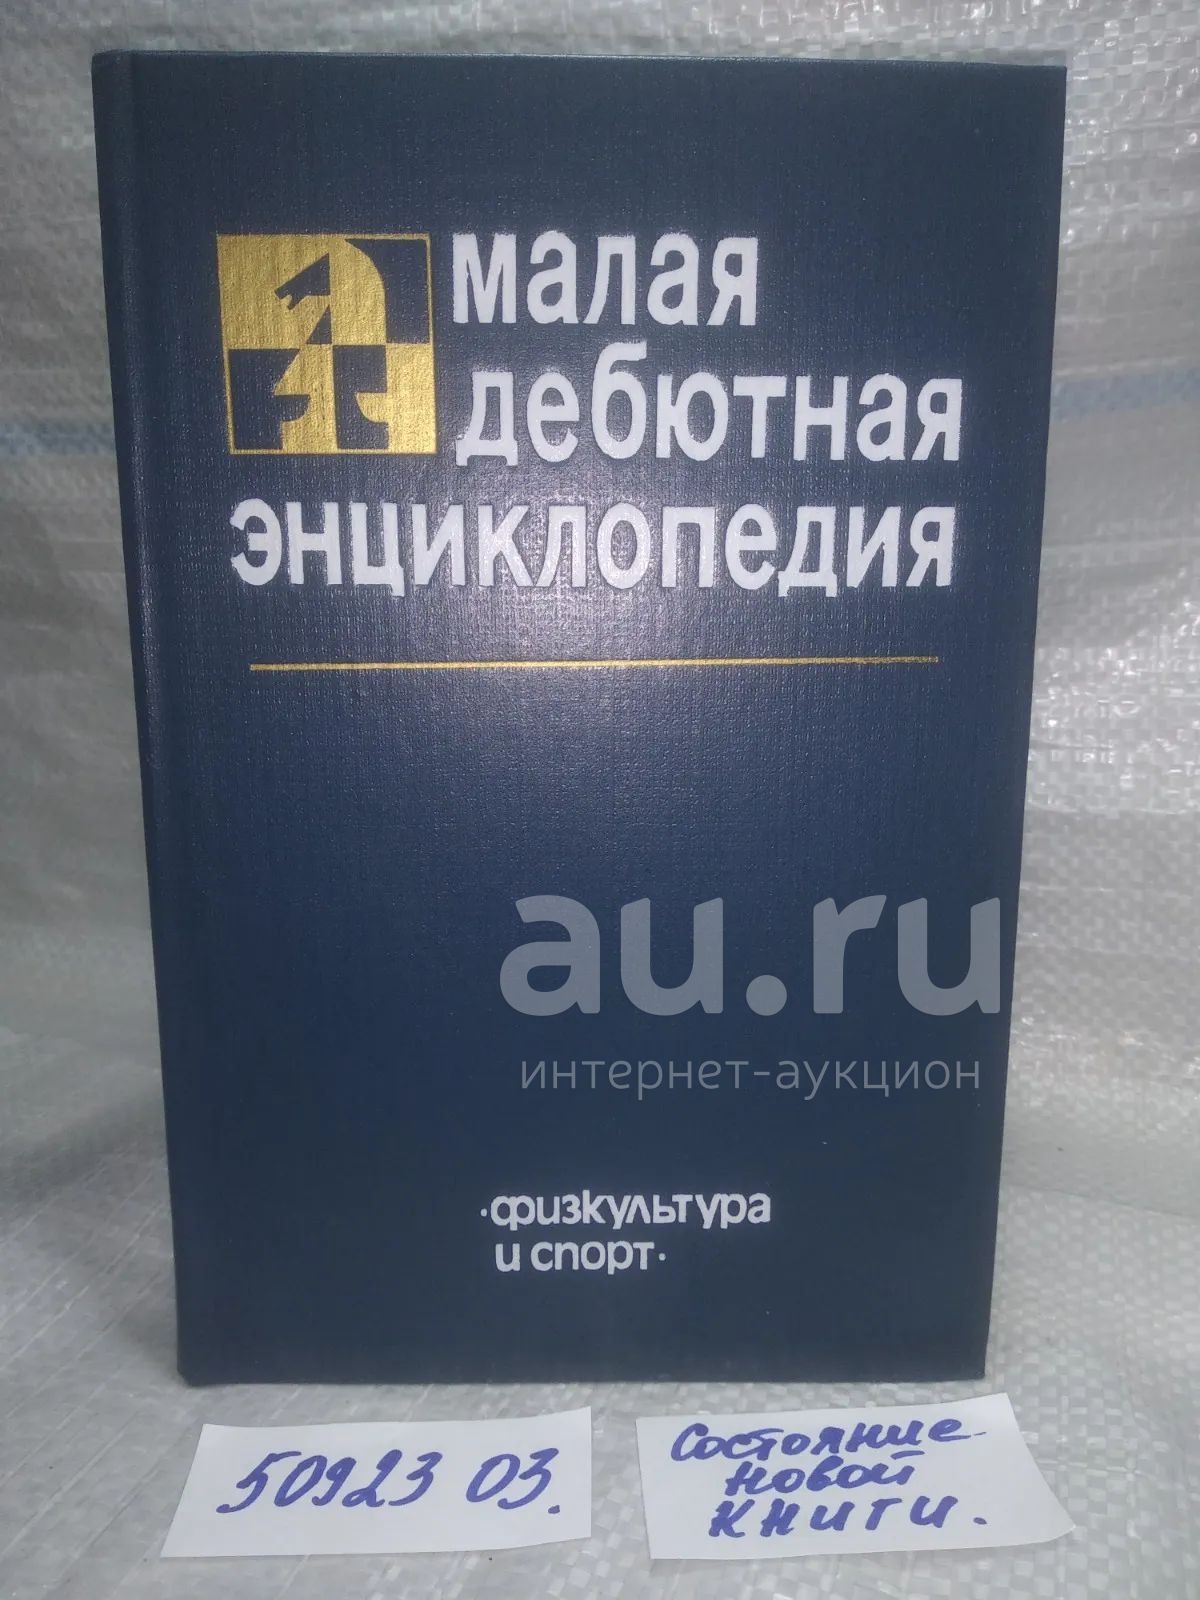 малая
дебютная
энциклопедия
au.ru
интернет-аукцион
·физкультура
и спорт·
50923 03.
Состояние
новой
книги.